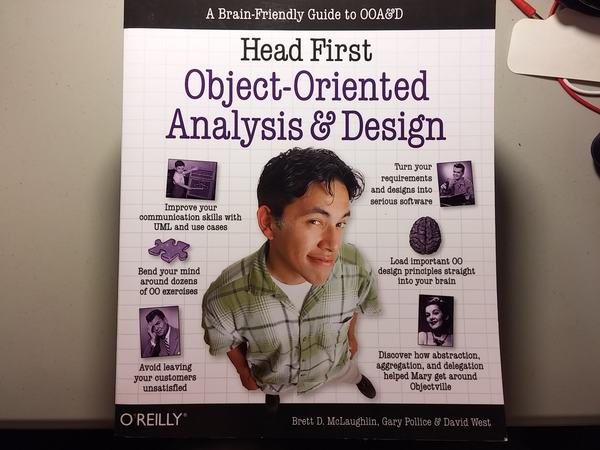 A Brain-Friendly Guide to OOA&D
Head First
Object-Oriented
Analysis & Design
Improve your
communication skills with
UML and use cases
Bend your mind
around dozens
of OO exercises
Avoid leaving
your customers
unsatisfied
Turn your
requirements
and designs into
serious software
Load important OO
design principles straight
into your brain
Discover how abstraction,
aggregation, and delegation
helped Mary get around
Objectville
O'REILLY®
Brett D. McLaughlin, Gary Pollice & David West